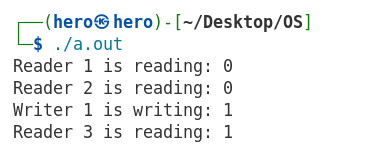 ┌──(hero㉿hero)-[~/Desktop/OS]
└─$ ./a.out
Reader 1 is reading: 0
Reader 2 is reading: 0
Writer 1 is writing: 1
Reader 3 is reading: 1